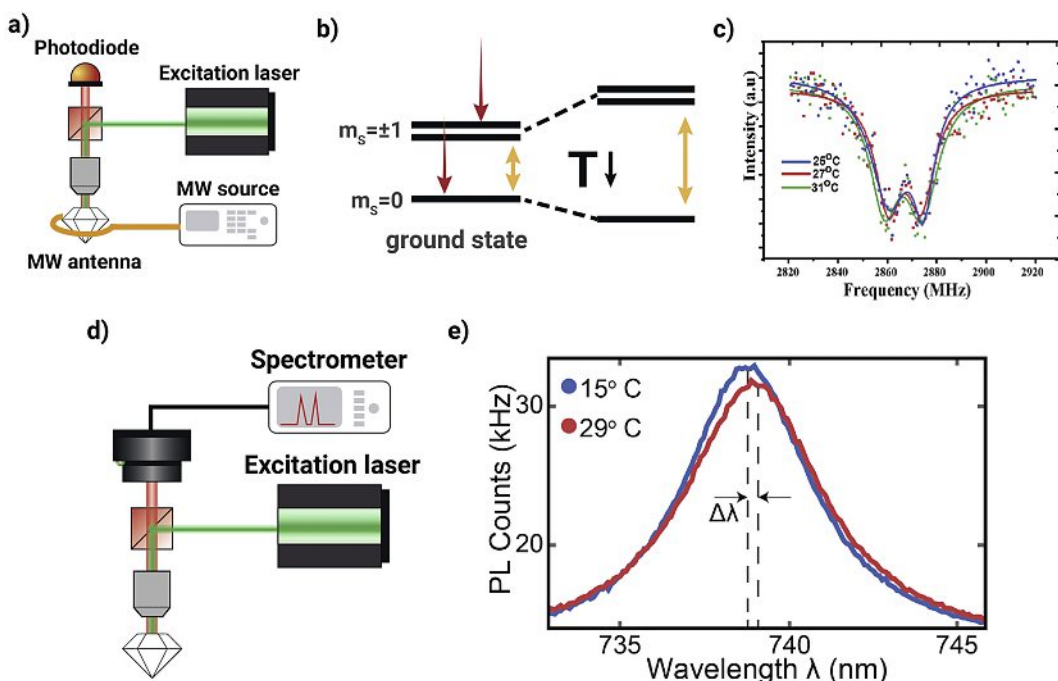 a)
Photodiode
Excitation laser
MW source
MW antenna
b)
mₛ=±1
mₛ=0
T
ground state
c)
Intensity (a.u)
25°C
27°C
31°C
2820 2840 2860 2880 2900 2920
Frequency (MHz)
d)
Spectrometer
Excitation laser
e)
PL Counts (kHz)
30
20
15° C
29° C
Δλ
735 740 745
Wavelength λ (nm)